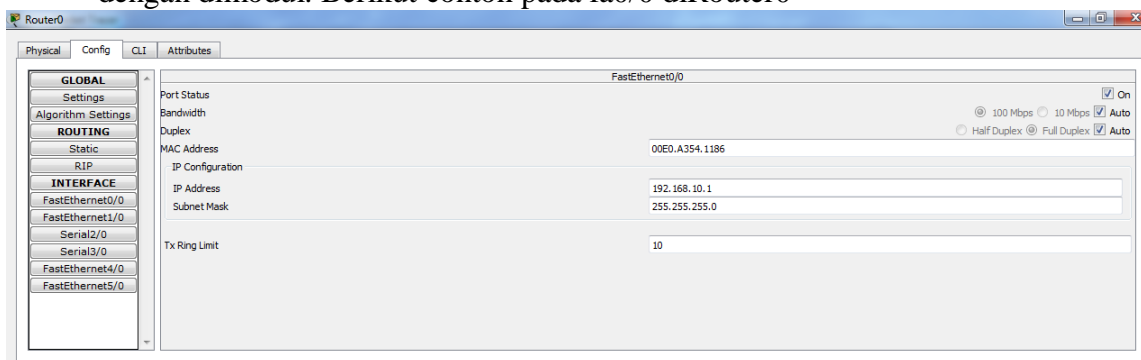 dengan dimodul. Berikut contoh pada fa0/0 diRouter0
Router0
Physical Config CLI Attributes
FastEthernet0/0
GLOBAL
Settings
Algorithm Settings
ROUTING
Static
RIP
INTERFACE
FastEthernet0/0
FastEthernet1/0
Serial2/0
Serial3/0
FastEthernet4/0
FastEthernet5/0
Port Status On
Bandwidth 100 Mbps 10 Mbps Auto
Duplex Half Duplex Full Duplex Auto
MAC Address 00E0.A354.1186
IP Configuration
IP Address 192.168.10.1
Subnet Mask 255.255.255.0
Tx Ring Limit 10